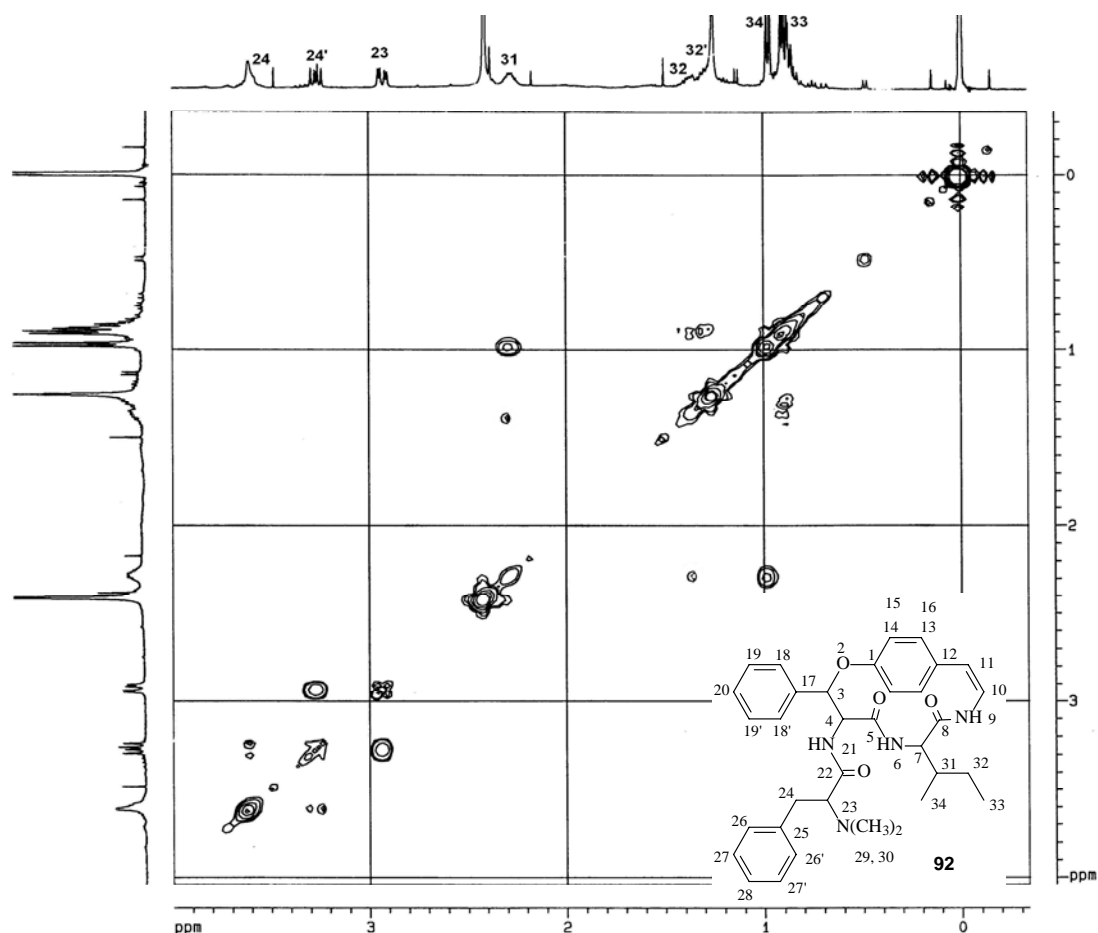 24 24' 23 31 32 32' 34 33
0
1
2
3
ppm
15 16
14 13
19 18 2 1 12 11
O
20 17 3 O O 10
4 NH 9
19' 18' 5 8
HN 21 HN
6 7 31 32
22 O
24 34 33
26 23
25 N(CH3)2
27 26' 29, 30 92
28 27'
ppm 3 2 1 0